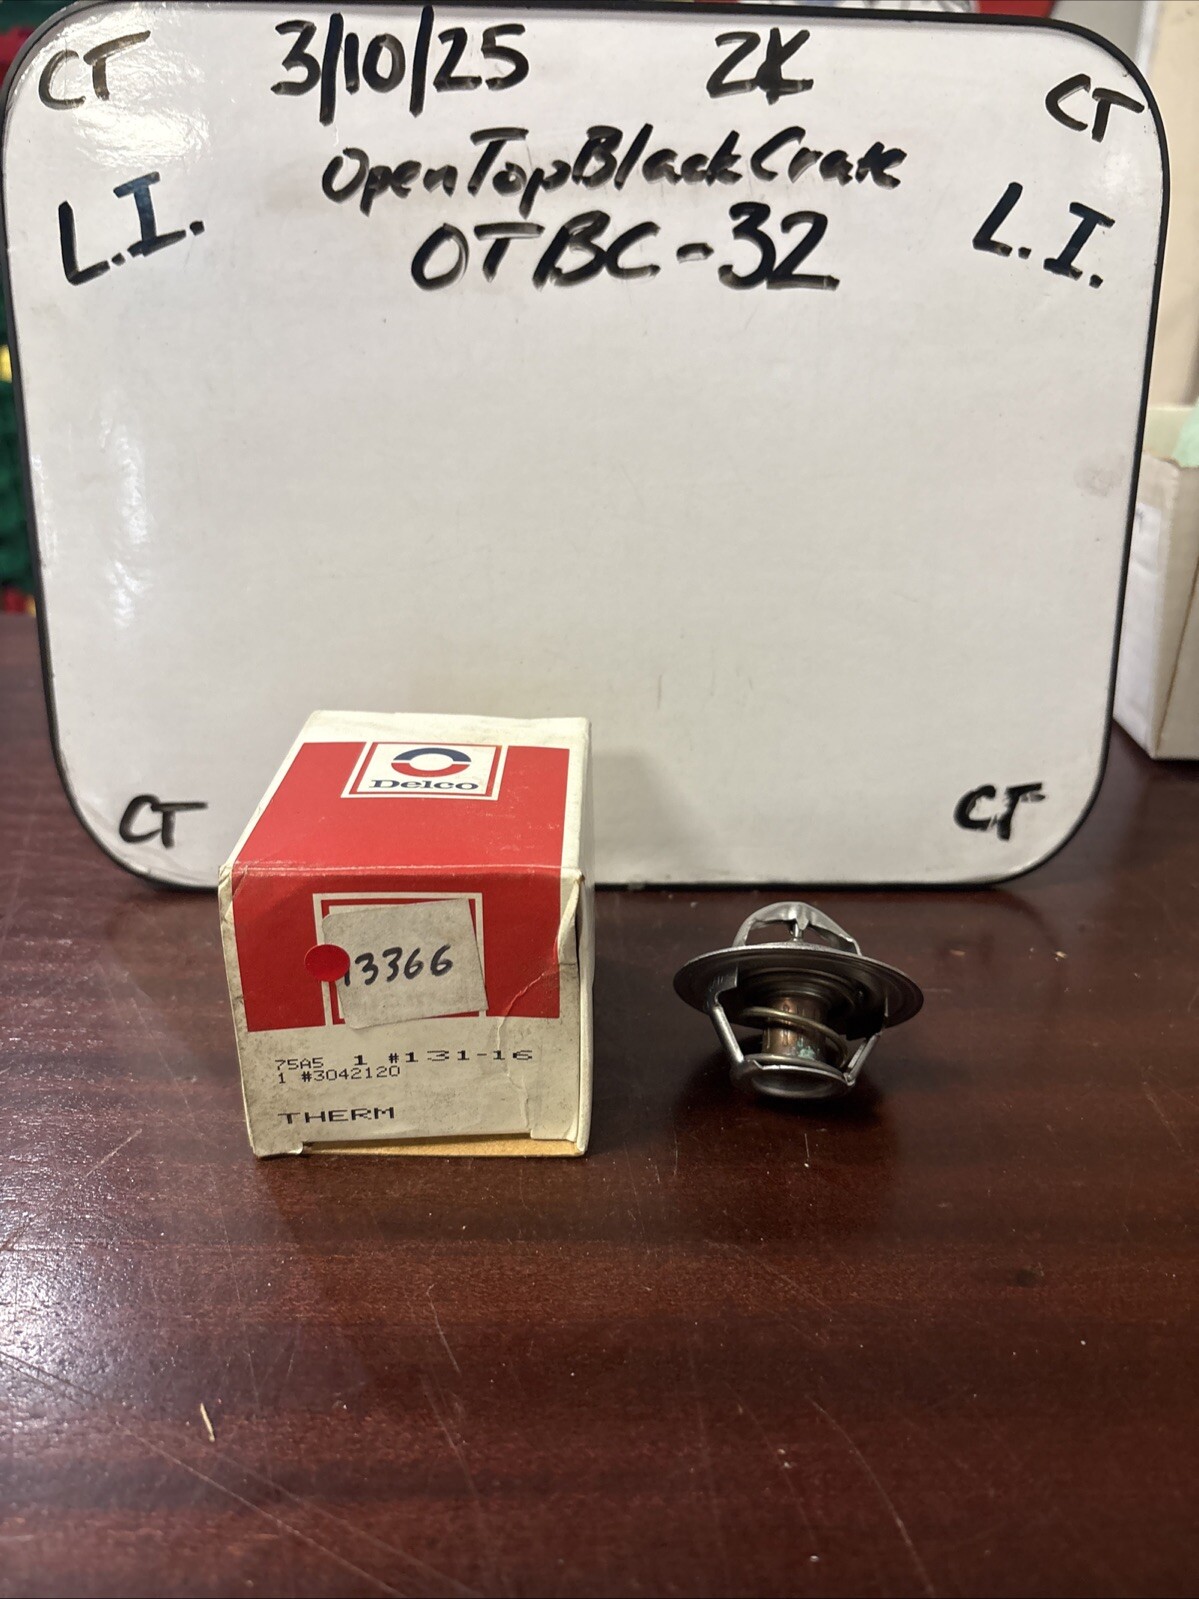 CT 3/10/25 ZK CT
OpenTopBlackCrate
L.I. OTBC-32 L.I.
CT CT
Delco
13366
75A5 1 #131-16
1 #3042120
THERM